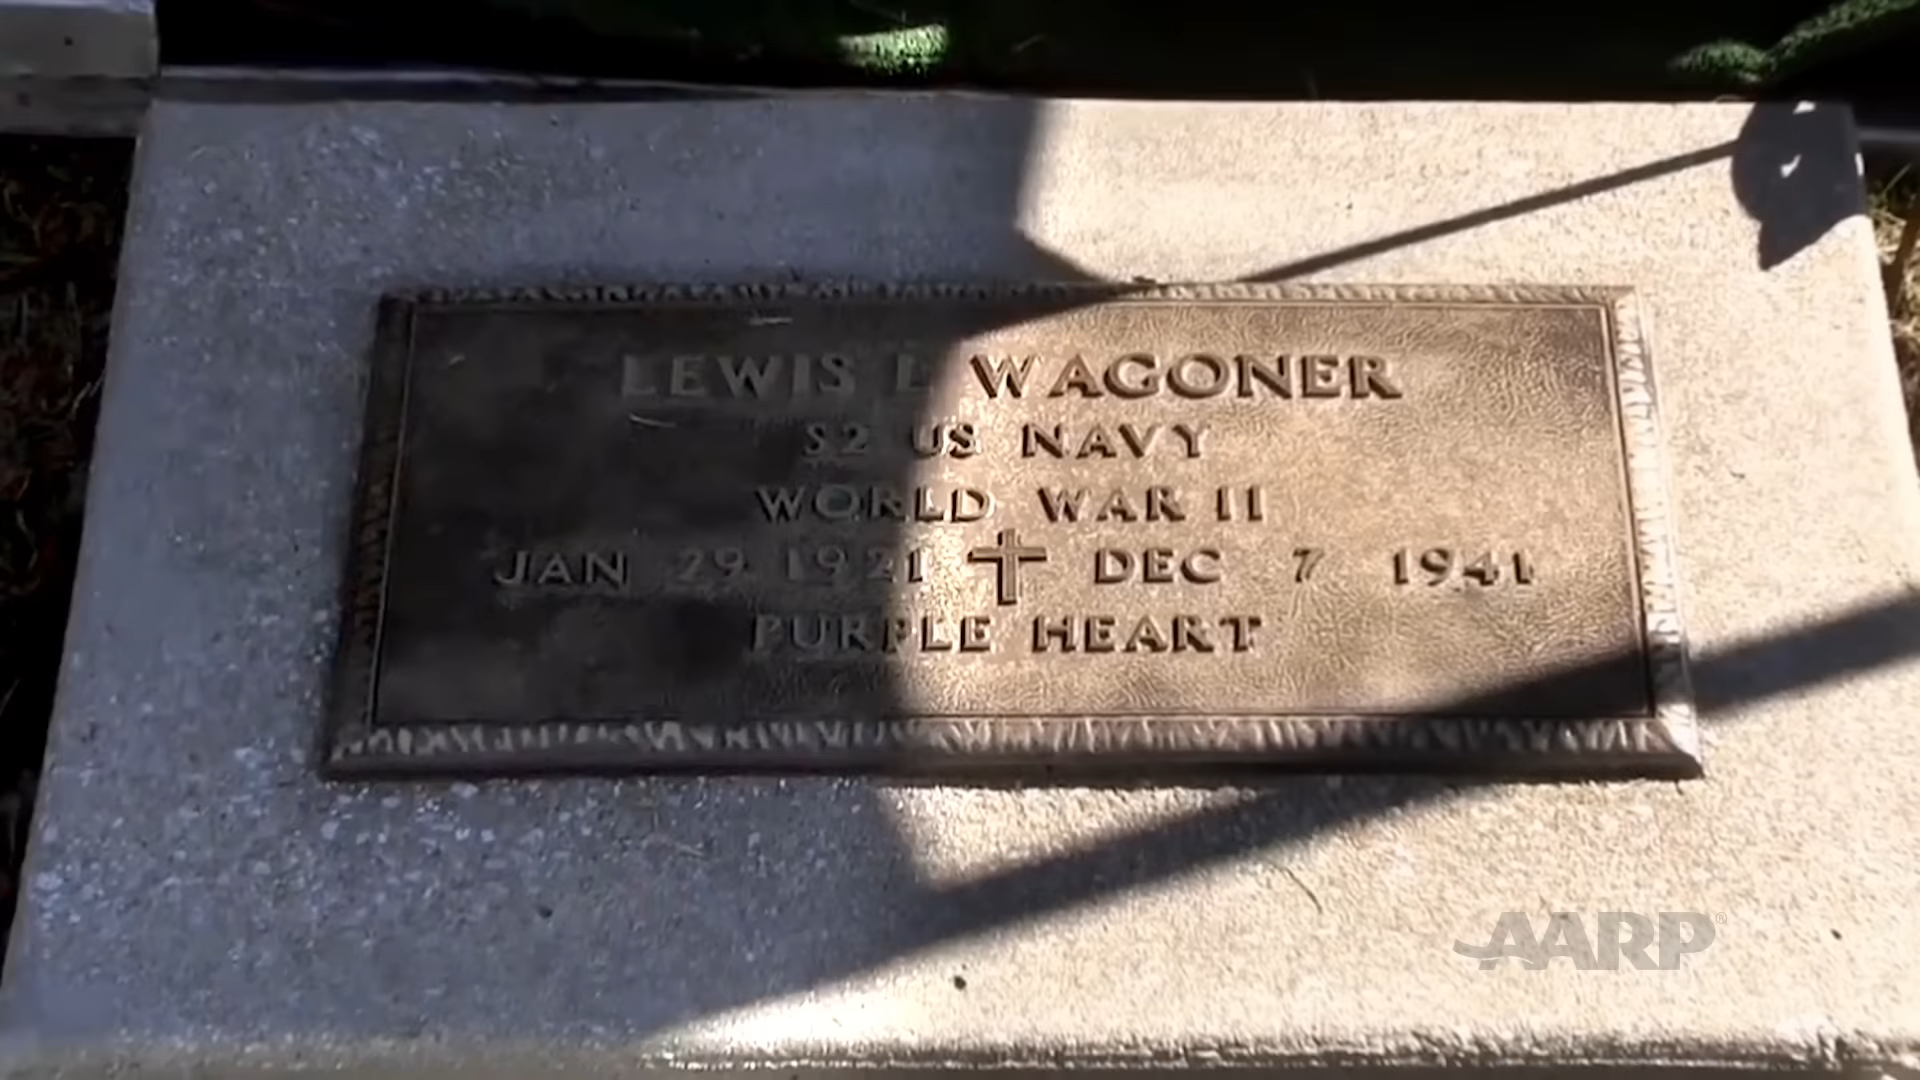 LEWIS L WAGONER
S2 US NAVY
WORLD WAR II
JAN 29 1921 DEC 7 1941
PURPLE HEART
AARP®